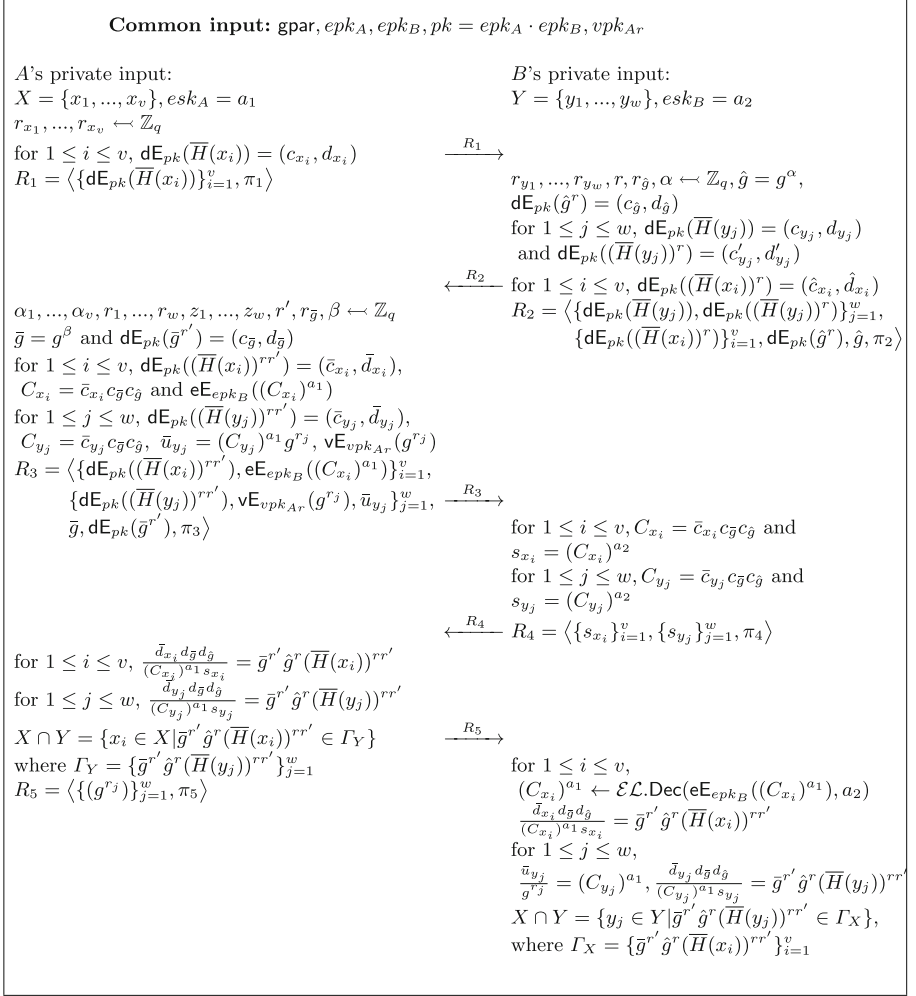 Common input: gpar, epk_A, epk_B, pk = epk_A · epk_B, vpk_{Ar}
A's private input:
X = {x_1, ..., x_v}, esk_A = a_1
r_{x_1}, ..., r_{x_v} ↢ ℤ_q
for 1 ≤ i ≤ v, dE_{pk}(H̅(x_i)) = (c_{x_i}, d_{x_i})
R_1 = ⟨{dE_{pk}(H̅(x_i))}_{i=1}^v, π_1⟩
B's private input:
Y = {y_1, ..., y_w}, esk_B = a_2
R_1
r_{y_1}, ..., r_{y_w}, r, r_ĝ, α ↢ ℤ_q, ĝ = g^α,
dE_{pk}(ĝ^r) = (c_ĝ, d_ĝ)
for 1 ≤ j ≤ w, dE_{pk}(H̅(y_j)) = (c_{y_j}, d_{y_j})
and dE_{pk}((H̅(y_j))^r) = (c'_{y_j}, d'_{y_j})
R_2
for 1 ≤ i ≤ v, dE_{pk}((H̅(x_i))^r) = (ĉ_{x_i}, d̂_{x_i})
R_2 = ⟨{dE_{pk}(H̅(y_j)), dE_{pk}((H̅(y_j))^r)}_{j=1}^w,
{dE_{pk}((H̅(x_i))^r)}_{i=1}^v, dE_{pk}(ĝ^r), ĝ, π_2⟩
α_1, ..., α_v, r_1, ..., r_w, z_1, ..., z_w, r', r_ḡ, β ↢ ℤ_q
ḡ = g^β and dE_{pk}(ḡ^{r'}) = (c_ḡ, d_ḡ)
for 1 ≤ i ≤ v, dE_{pk}((H̅(x_i))^{rr'}) = (c̄_{x_i}, d̄_{x_i}),
C_{x_i} = c̄_{x_i} c_ḡ c_ĝ and eE_{epk_B}((C_{x_i})^{a_1})
for 1 ≤ j ≤ w, dE_{pk}((H̅(y_j))^{rr'}) = (c̄_{y_j}, d̄_{y_j}),
C_{y_j} = c̄_{y_j} c_ḡ c_ĝ, ū_{y_j} = (C_{y_j})^{a_1} g^{r_j}, vE_{vpk_{Ar}}(g^{r_j})
R_3 = ⟨{dE_{pk}((H̅(x_i))^{rr'}), eE_{epk_B}((C_{x_i})^{a_1})}_{i=1}^v,
{dE_{pk}((H̅(y_j))^{rr'}), vE_{vpk_{Ar}}(g^{r_j}), ū_{y_j}}_{j=1}^w,
ḡ, dE_{pk}(ḡ^{r'}), π_3⟩
R_3
for 1 ≤ i ≤ v, C_{x_i} = c̄_{x_i} c_ḡ c_ĝ and
s_{x_i} = (C_{x_i})^{a_2}
for 1 ≤ j ≤ w, C_{y_j} = c̄_{y_j} c_ḡ c_ĝ and
s_{y_j} = (C_{y_j})^{a_2}
R_4
R_4 = ⟨{s_{x_i}}_{i=1}^v, {s_{y_j}}_{j=1}^w, π_4⟩
for 1 ≤ i ≤ v, (d̄_{x_i} d_ḡ d_ĝ)/((C_{x_i})^{a_1} s_{x_i}) = ḡ^{r'} ĝ^r (H̅(x_i))^{rr'}
for 1 ≤ j ≤ w, (d̄_{y_j} d_ḡ d_ĝ)/((C_{y_j})^{a_1} s_{y_j}) = ḡ^{r'} ĝ^r (H̅(y_j))^{rr'}
X ∩ Y = {x_i ∈ X|ḡ^{r'} ĝ^r (H̅(x_i))^{rr'} ∈ Γ_Y}
where Γ_Y = {ḡ^{r'} ĝ^r (H̅(y_j))^{rr'}}_{j=1}^w
R_5 = ⟨{(g^{r_j})}_{j=1}^w, π_5⟩
R_5
for 1 ≤ i ≤ v,
(C_{x_i})^{a_1} ← ℰℒ.Dec(eE_{epk_B}((C_{x_i})^{a_1}), a_2)
(d̄_{x_i} d_ḡ d_ĝ)/((C_{x_i})^{a_1} s_{x_i}) = ḡ^{r'} ĝ^r (H̅(x_i))^{rr'}
for 1 ≤ j ≤ w,
ū_{y_j}/g^{r_j} = (C_{y_j})^{a_1}, (d̄_{y_j} d_ḡ d_ĝ)/((C_{y_j})^{a_1} s_{y_j}) = ḡ^{r'} ĝ^r (H̅(y_j))^{rr'}
X ∩ Y = {y_j ∈ Y|ḡ^{r'} ĝ^r (H̅(y_j))^{rr'} ∈ Γ_X},
where Γ_X = {ḡ^{r'} ĝ^r (H̅(x_i))^{rr'}}_{i=1}^v